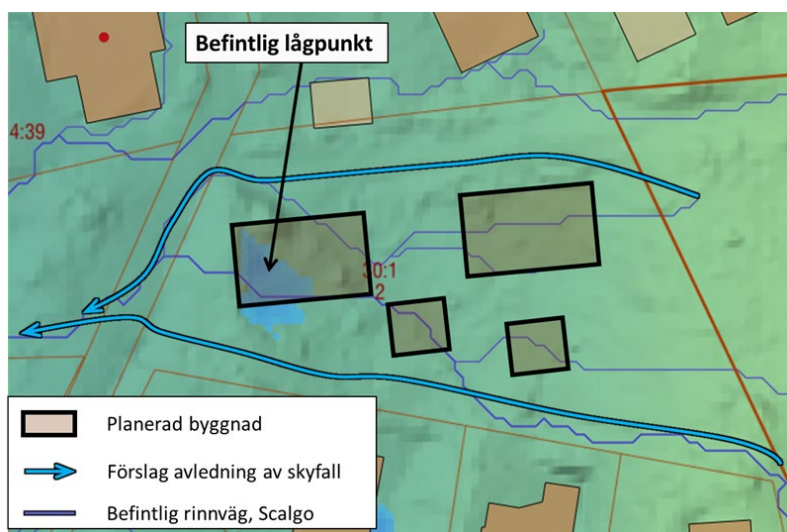 Befintlig lågpunkt
4:39
30:1
2
Planerad byggnad
Förslag avledning av skyfall
Befintlig rinnväg, Scalgo